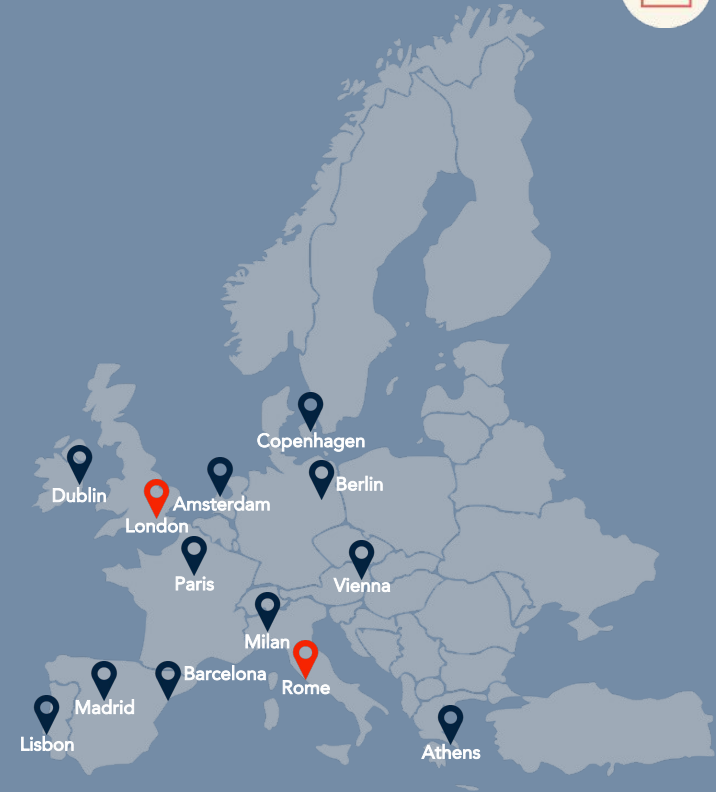 Copenhagen
Berlin
Dublin
Amsterdam
London
Paris
Vienna
Milan
Barcelona
Rome
Madrid
Lisbon
Athens